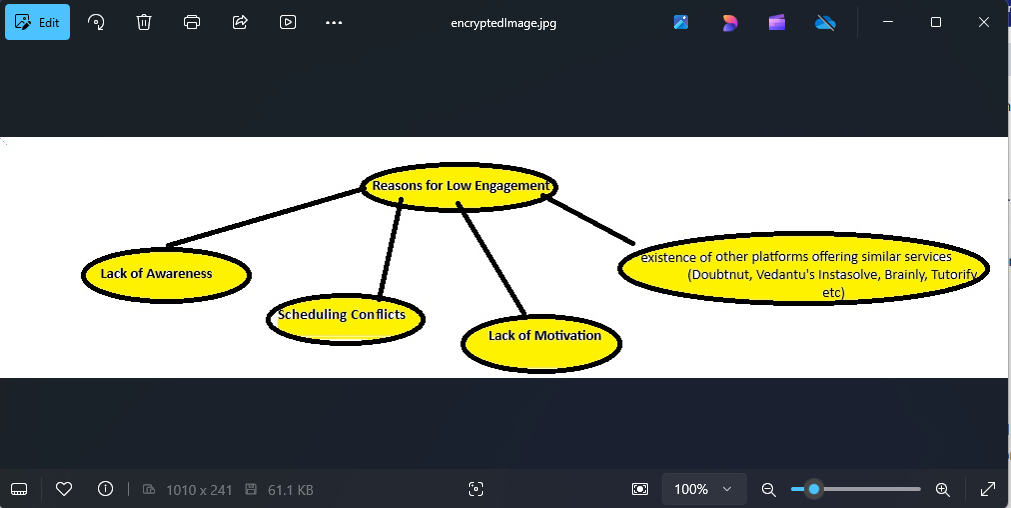 Edit
encryptedImage.jpg
Reasons for Low Engagement
existence of other platforms offering similar services
(Doubtnut, Vedantu's Instasolve, Brainly, Tutorify
etc)
Lack of Awareness
Scheduling Conflicts
Lack of Motivation
1010 x 241
61.1 KB
100%